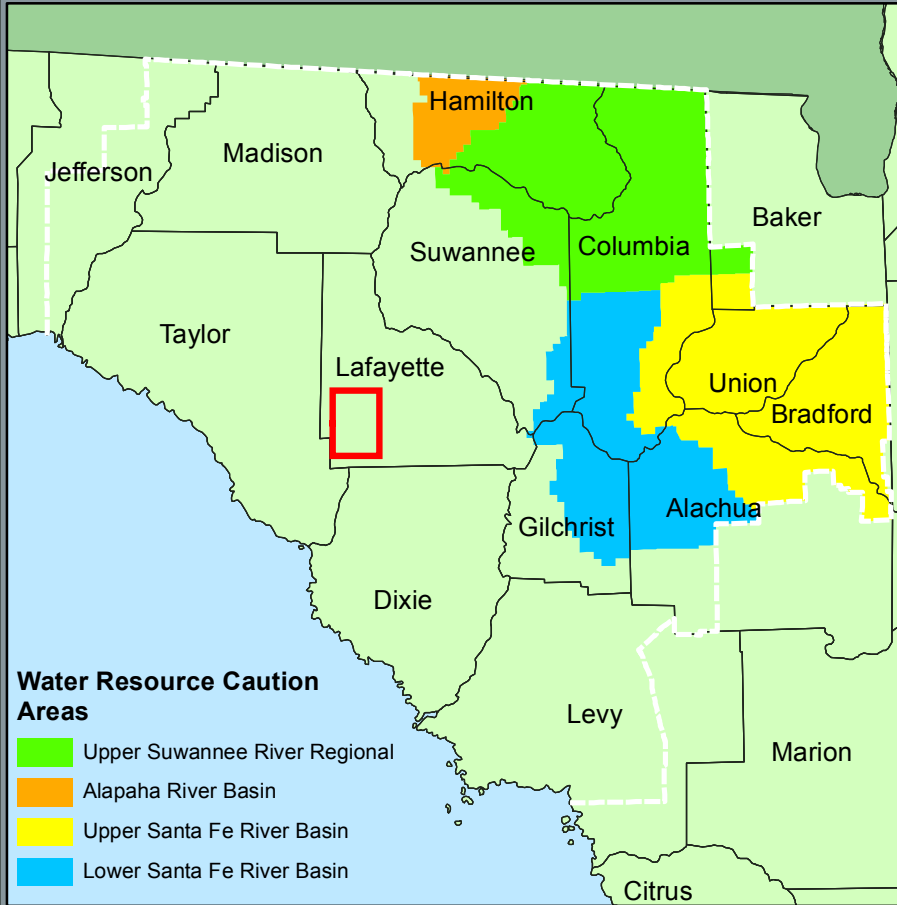 Hamilton
Madison
Jefferson
Baker
Suwannee
Columbia
Taylor
Lafayette
Union
Bradford
Alachua
Gilchrist
Dixie
Levy
Marion
Citrus
Water Resource Caution
Areas
Upper Suwannee River Regional
Alapaha River Basin
Upper Santa Fe River Basin
Lower Santa Fe River Basin